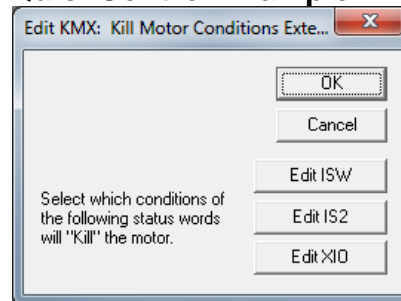 Edit KMX: Kill Motor Conditions Exte...
OK
Cancel
Edit ISW
Select which conditions of
the following status words
will "Kill" the motor.
Edit IS2
Edit XIO